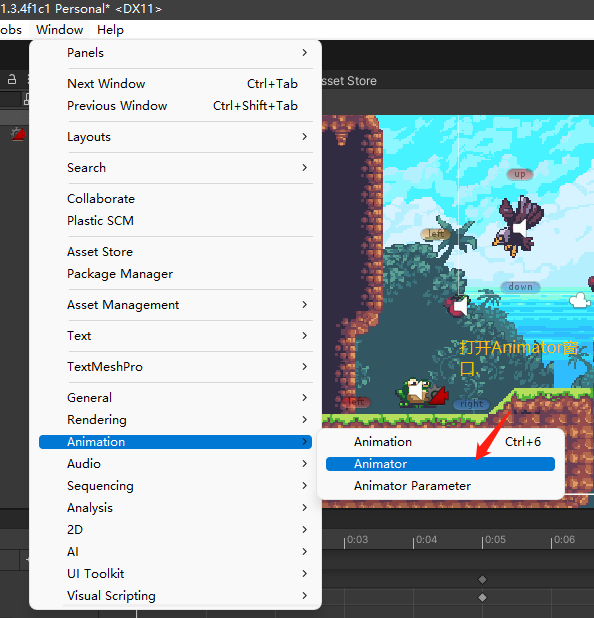 1.3.4f1c1 Personal* <DX11>
obs Window Help
Panels
Next Window Ctrl+Tab
Previous Window Ctrl+Shift+Tab
Layouts
Search
Collaborate
Plastic SCM
Asset Store
Package Manager
Asset Management
Text
TextMeshPro
General
Rendering
Animation
Audio
Sequencing
Analysis
2D
AI
UI Toolkit
Visual Scripting
Animation Ctrl+6
Animator
Animator Parameter
sset Store
up
left
down
打开Animator窗
口.
left
right
0:03 0:04 0:05 0:06